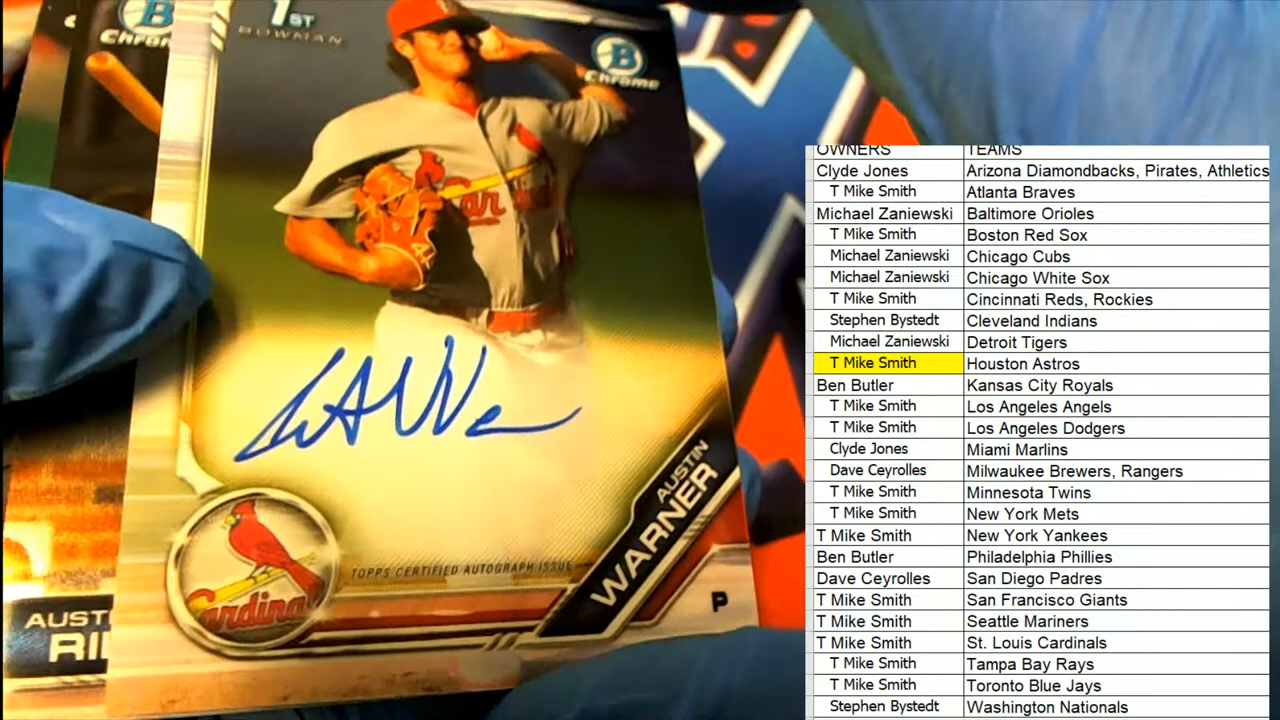 B
Chrome
1ST
BOWMAN
B
Chrome
Car
AUSTIN
WARNER
TOPPS CERTIFIED AUTOGRAPH ISSUE
Cardinals
P
AUST
RI
OWNERS TEAMS
Clyde Jones Arizona Diamondbacks, Pirates, Athletics
T Mike Smith Atlanta Braves
Michael Zaniewski Baltimore Orioles
T Mike Smith Boston Red Sox
Michael Zaniewski Chicago Cubs
Michael Zaniewski Chicago White Sox
T Mike Smith Cincinnati Reds, Rockies
Stephen Bystedt Cleveland Indians
Michael Zaniewski Detroit Tigers
T Mike Smith Houston Astros
Ben Butler Kansas City Royals
T Mike Smith Los Angeles Angels
T Mike Smith Los Angeles Dodgers
Clyde Jones Miami Marlins
Dave Ceyrolles Milwaukee Brewers, Rangers
T Mike Smith Minnesota Twins
T Mike Smith New York Mets
T Mike Smith New York Yankees
Ben Butler Philadelphia Phillies
Dave Ceyrolles San Diego Padres
T Mike Smith San Francisco Giants
T Mike Smith Seattle Mariners
T Mike Smith St. Louis Cardinals
T Mike Smith Tampa Bay Rays
T Mike Smith Toronto Blue Jays
Stephen Bystedt Washington Nationals